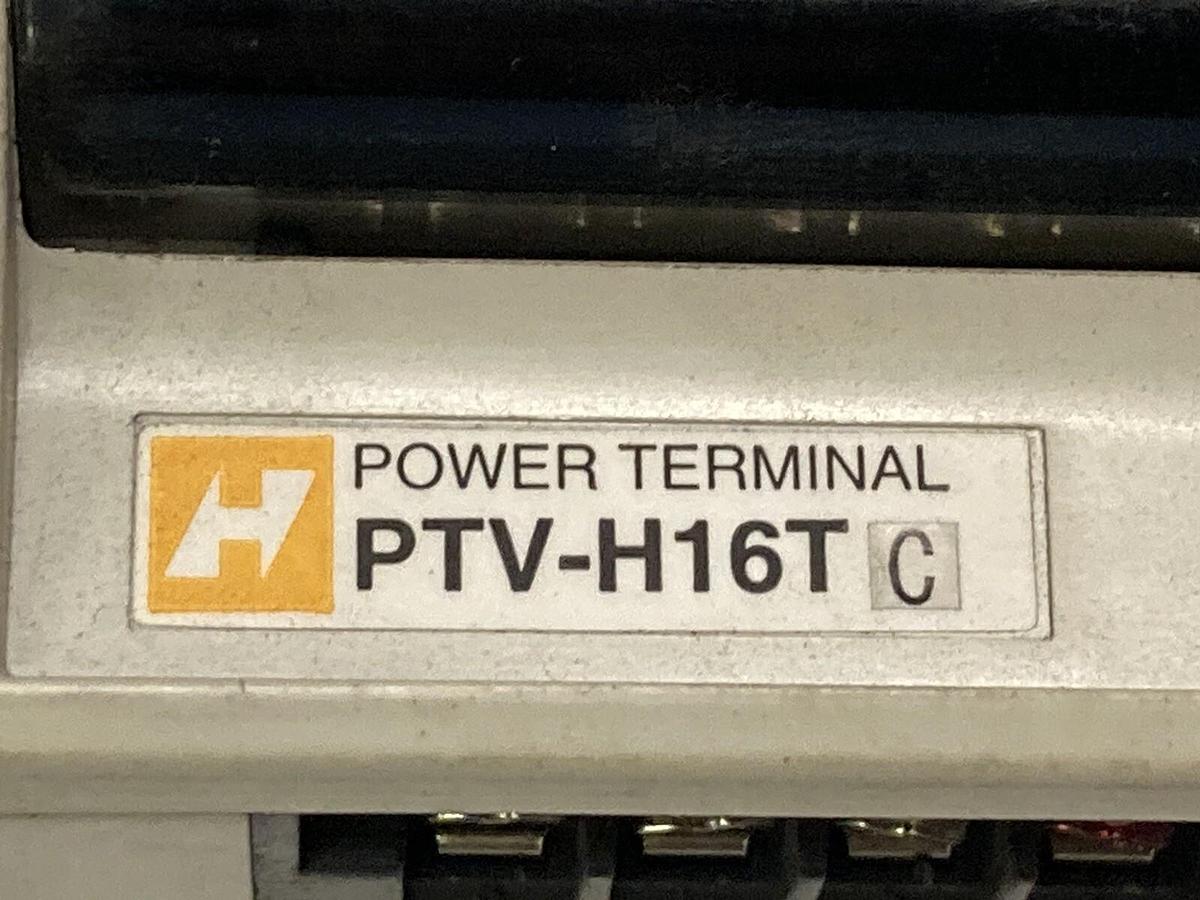 H POWER TERMINAL
PTV-H16T C